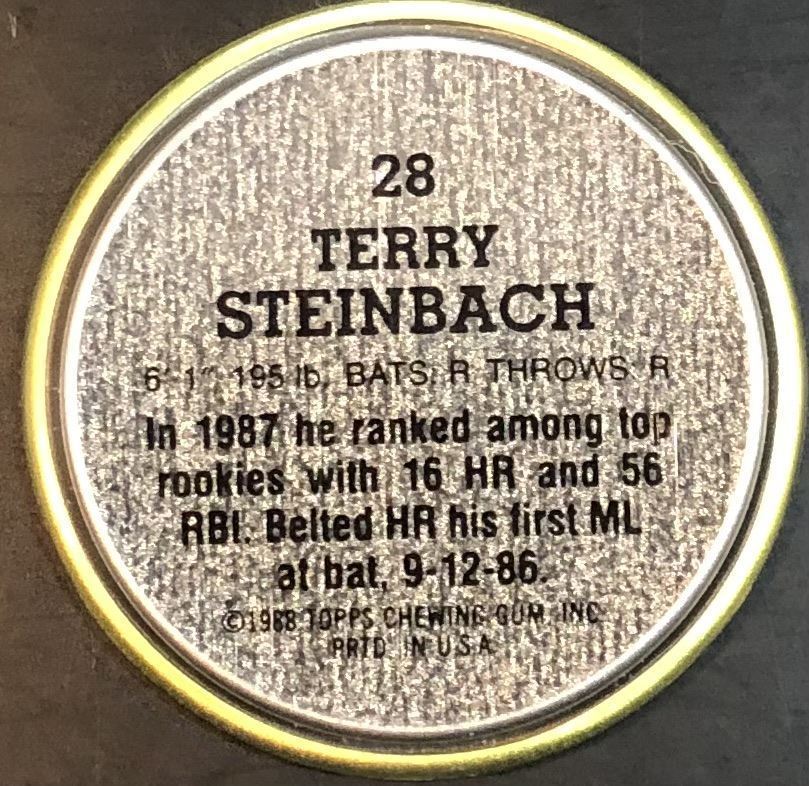 28
TERRY
STEINBACH
6' 1" 195 lb, BATS: R THROWS: R
In 1987 he ranked among top
rookies with 16 HR and 56
RBI. Belted HR his first ML
at bat, 9-12-86.
©1988 TOPPS CHEWING GUM, INC.
PRTD. IN U.S.A.